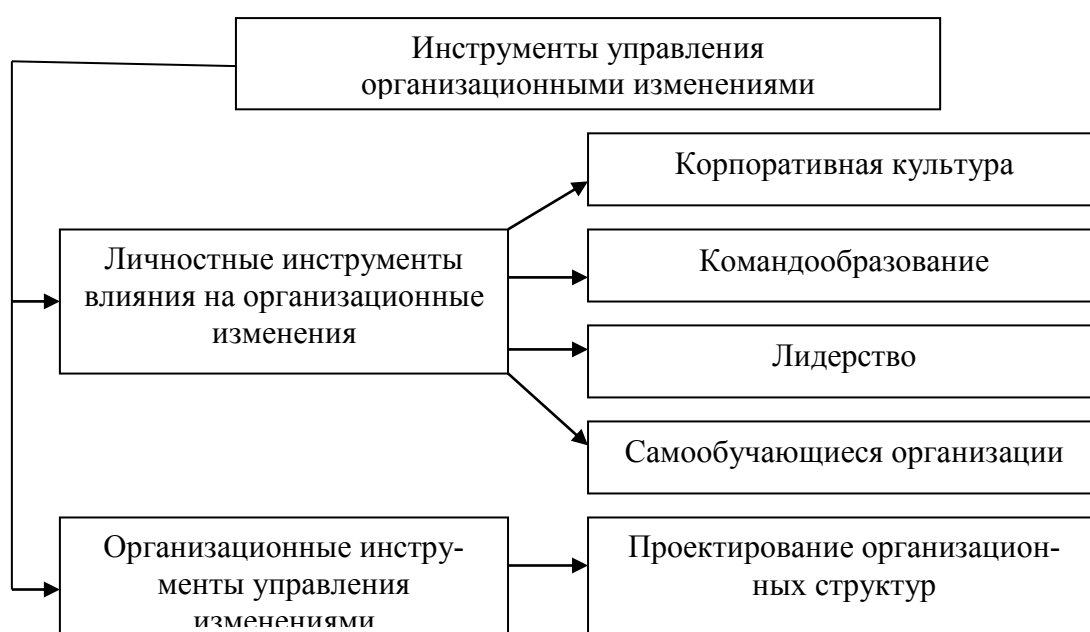 Инструменты управления
организационными изменениями
Корпоративная культура
Личностные инструменты
влияния на организационные
изменения
Командообразование
Лидерство
Самообучающиеся организации
Организационные инстру-
менты управления
изменениями
Проектирование организацион-
ных структур